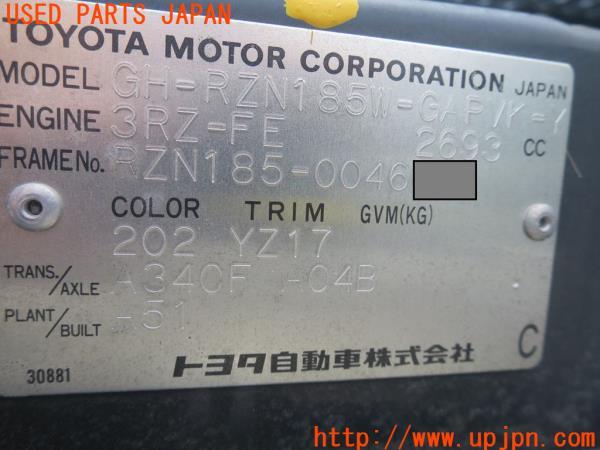 USED PARTS JAPAN
TOYOTA MOTOR CORPORATION JAPAN
MODEL GH-RZN185W-GAPVK-Y
ENGINE 3RZ-FE 2693 CC
FRAME No. RZN185-0046
COLOR TRIM GVM(KG)
202 YZ17
TRANS./AXLE A340F A04B
PLANT/BUILT -51
トヨタ自動車株式会社 C
30881
URL http://www.upjpn.com